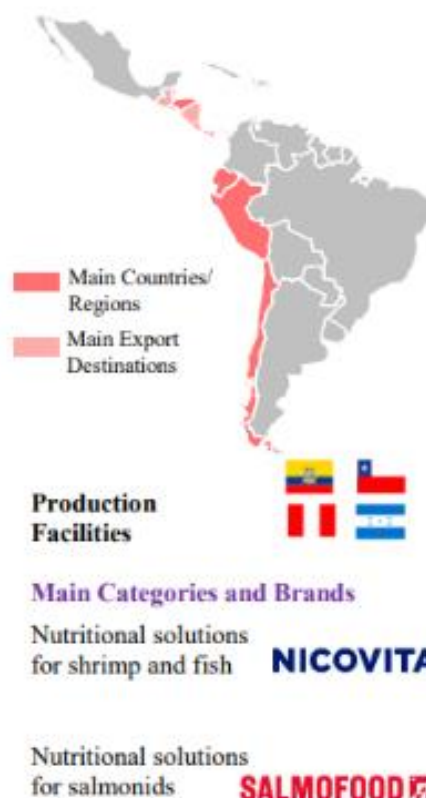 Main Countries/
Regions
Main Export
Destinations
Production
Facilities
Main Categories and Brands
Nutritional solutions
for shrimp and fish
NICOVITA
Nutritional solutions
for salmonids
SALMOFOOD